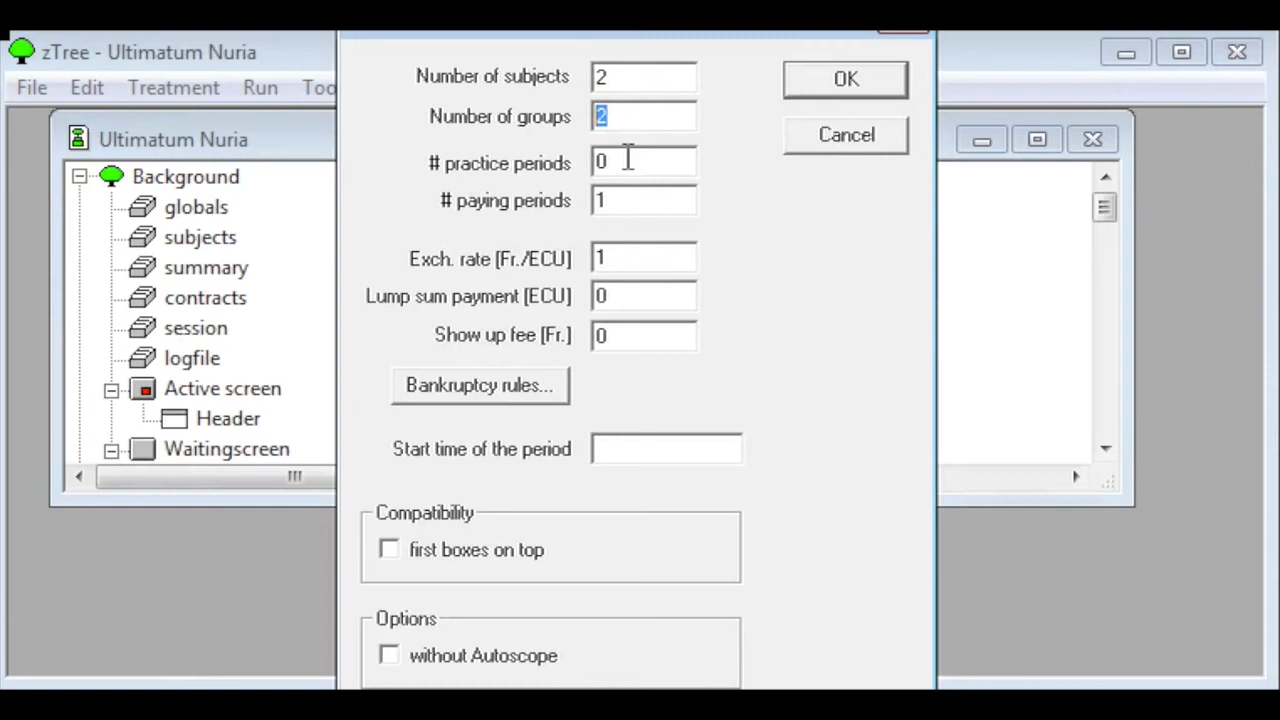 zTree - Ultimatum Nuria
File Edit Treatment Run Too
Ultimatum Nuria
Background
globals
subjects
summary
contracts
session
logfile
Active screen
Header
Waitingscreen
Number of subjects 2
Number of groups 2
# practice periods 0
# paying periods 1
Exch. rate [Fr./ECU] 1
Lump sum payment [ECU] 0
Show up fee [Fr.] 0
Bankruptcy rules...
Start time of the period
Compatibility
first boxes on top
Options
without Autoscope
OK
Cancel